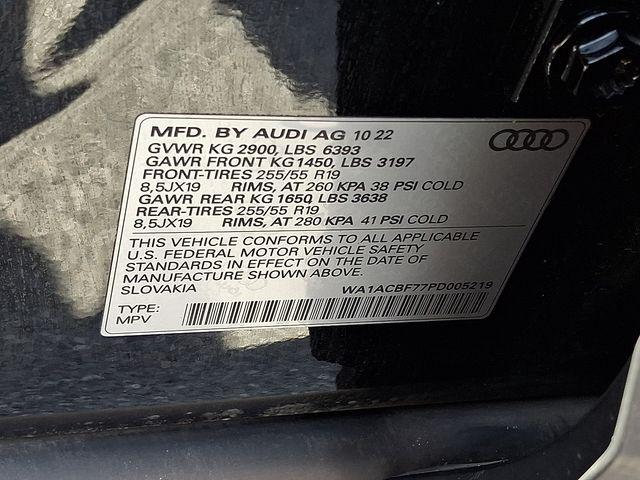 MFD. BY AUDI AG 10 22
GVWR KG 2900, LBS 6393
GAWR FRONT KG1450, LBS 3197
FRONT-TIRES 255/55 R19
8,5JX19 RIMS, AT 260 KPA 38 PSI COLD
GAWR REAR KG 1650, LBS 3638
REAR-TIRES 255/55 R19
8,5JX19 RIMS, AT 280 KPA 41 PSI COLD
THIS VEHICLE CONFORMS TO ALL APPLICABLE
U.S. FEDERAL MOTOR VEHICLE SAFETY
STANDARDS IN EFFECT ON THE DATE OF
MANUFACTURE SHOWN ABOVE.
SLOVAKIA WA1ACBF77PD005219
TYPE:
MPV